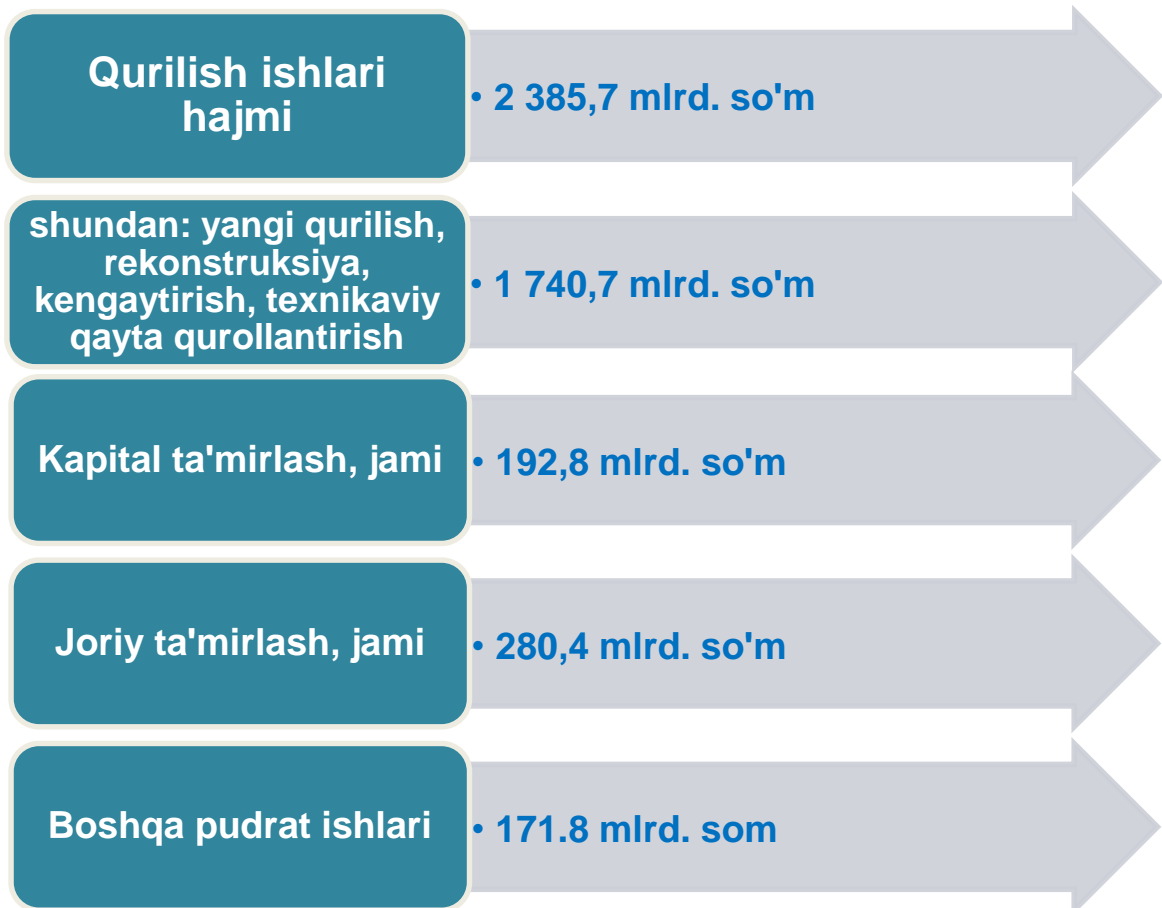 Qurilish ishlari
hajmi
• 2 385,7 mlrd. so'm
shundan: yangi qurilish,
rekonstruksiya,
kengaytirish, texnikaviy
qayta qurollantirish
• 1 740,7 mlrd. so'm
Kapital ta'mirlash, jami
• 192,8 mlrd. so'm
Joriy ta'mirlash, jami
• 280,4 mlrd. so'm
Boshqa pudrat ishlari
• 171.8 mlrd. som